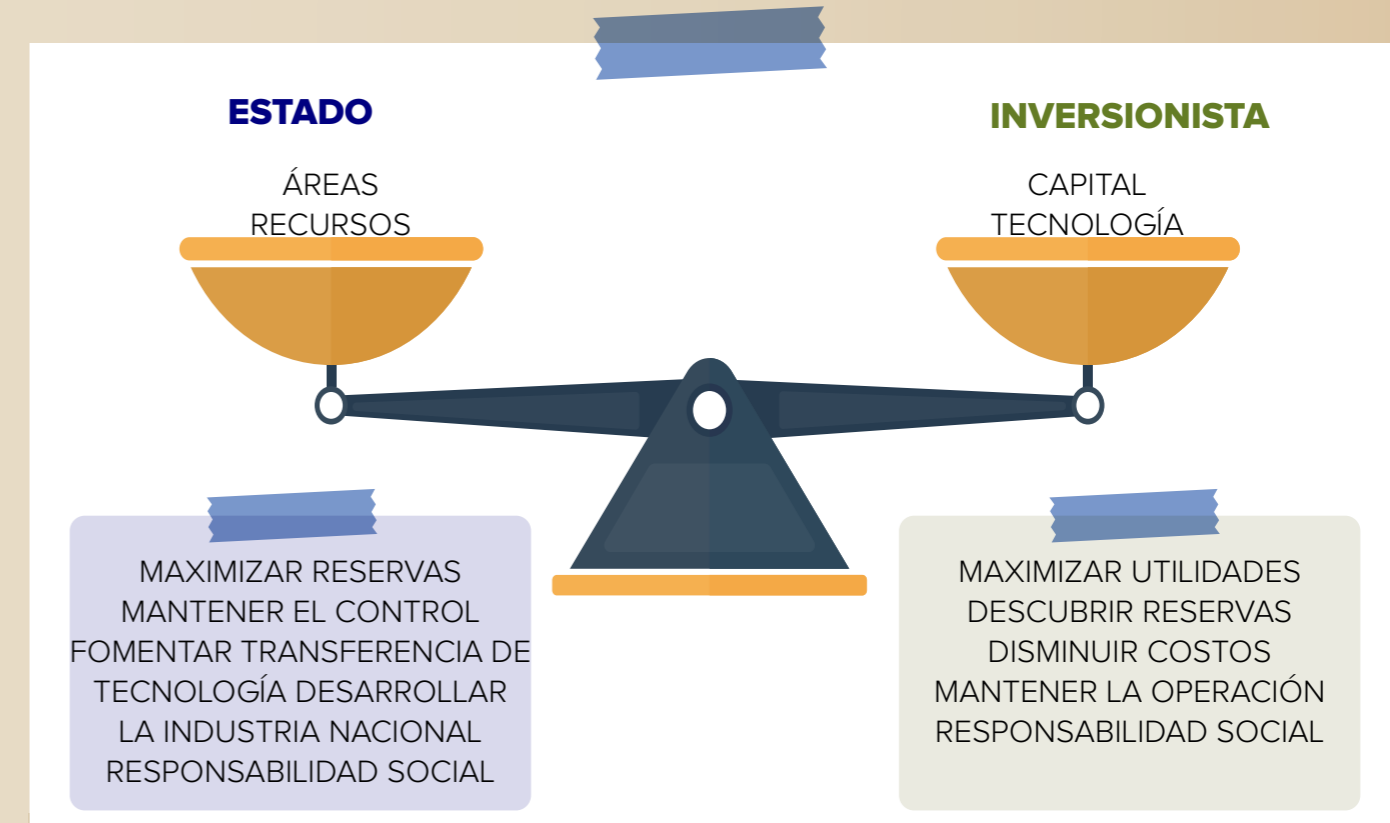 ESTADO
ÁREAS
RECURSOS
MAXIMIZAR RESERVAS
MANTENER EL CONTROL
FOMENTAR TRANSFERENCIA DE
TECNOLOGÍA DESARROLLAR
LA INDUSTRIA NACIONAL
RESPONSABILIDAD SOCIAL
INVERSIONISTA
CAPITAL
TECNOLOGÍA
MAXIMIZAR UTILIDADES
DESCUBRIR RESERVAS
DISMINUIR COSTOS
MANTENER LA OPERACIÓN
RESPONSABILIDAD SOCIAL